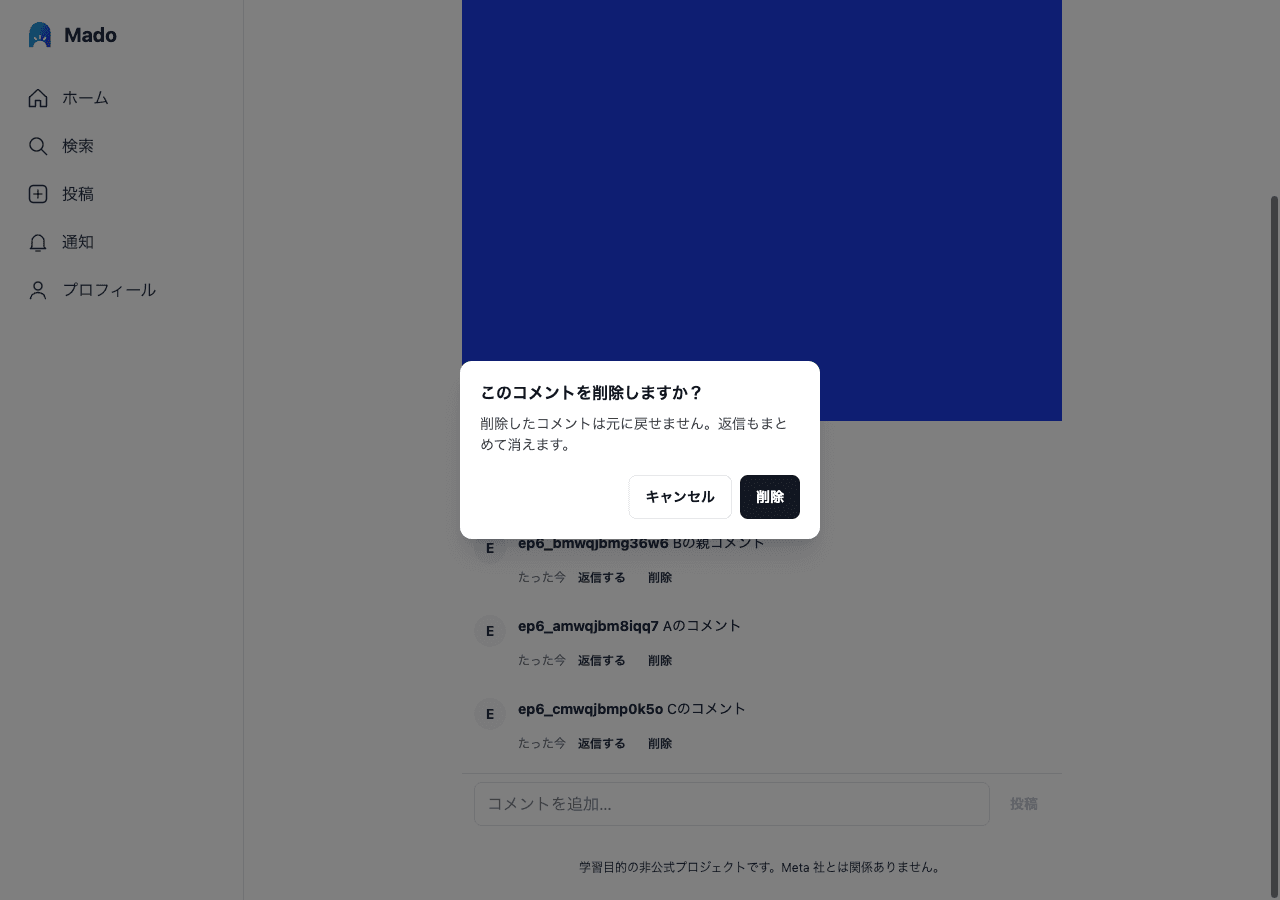 Mado
ホーム
検索
投稿
通知
プロフィール
このコメントを削除しますか？
削除したコメントは元に戻せません。返信もまと
めて消えます。
キャンセル
削除
E
ep6_bmwqjbmg36w6 Bの親コメント
たった今 返信する 削除
E
ep6_amwqjbm8iqq7 Aのコメント
たった今 返信する 削除
E
ep6_cmwqjbmp0k5o Cのコメント
たった今 返信する 削除
コメントを追加...
投稿
学習目的の非公式プロジェクトです。Meta 社とは関係ありません。